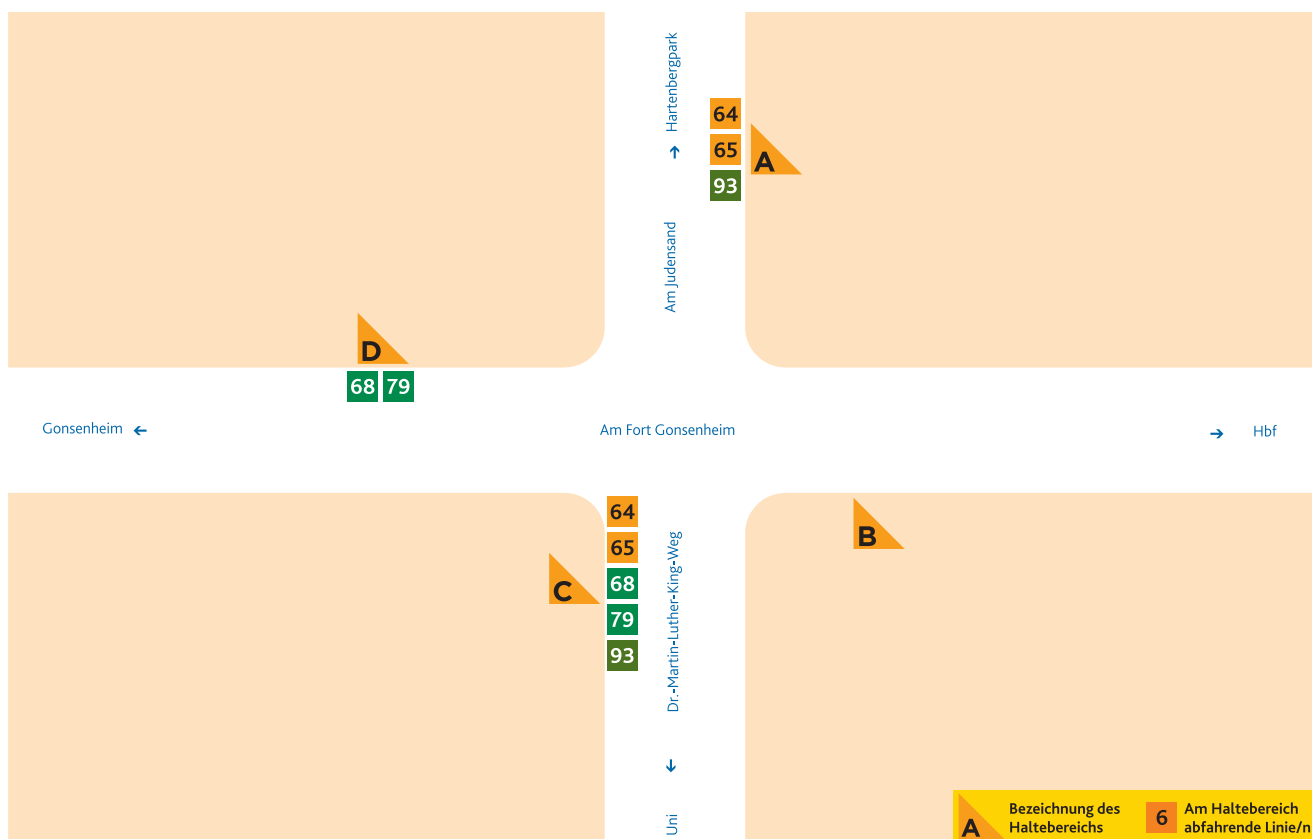 Hartenbergpark
→
Am Judensand
64
65
93
A
D
68 79
Gonsenheim ←
Am Fort Gonsenheim
→ Hbf
64
65
68
79
93
C
B
Dr.-Martin-Luther-King-Weg
↓
Uni
A
Bezeichnung des
Haltebereichs
6
Am Haltebereich
abfahrende Linie/n